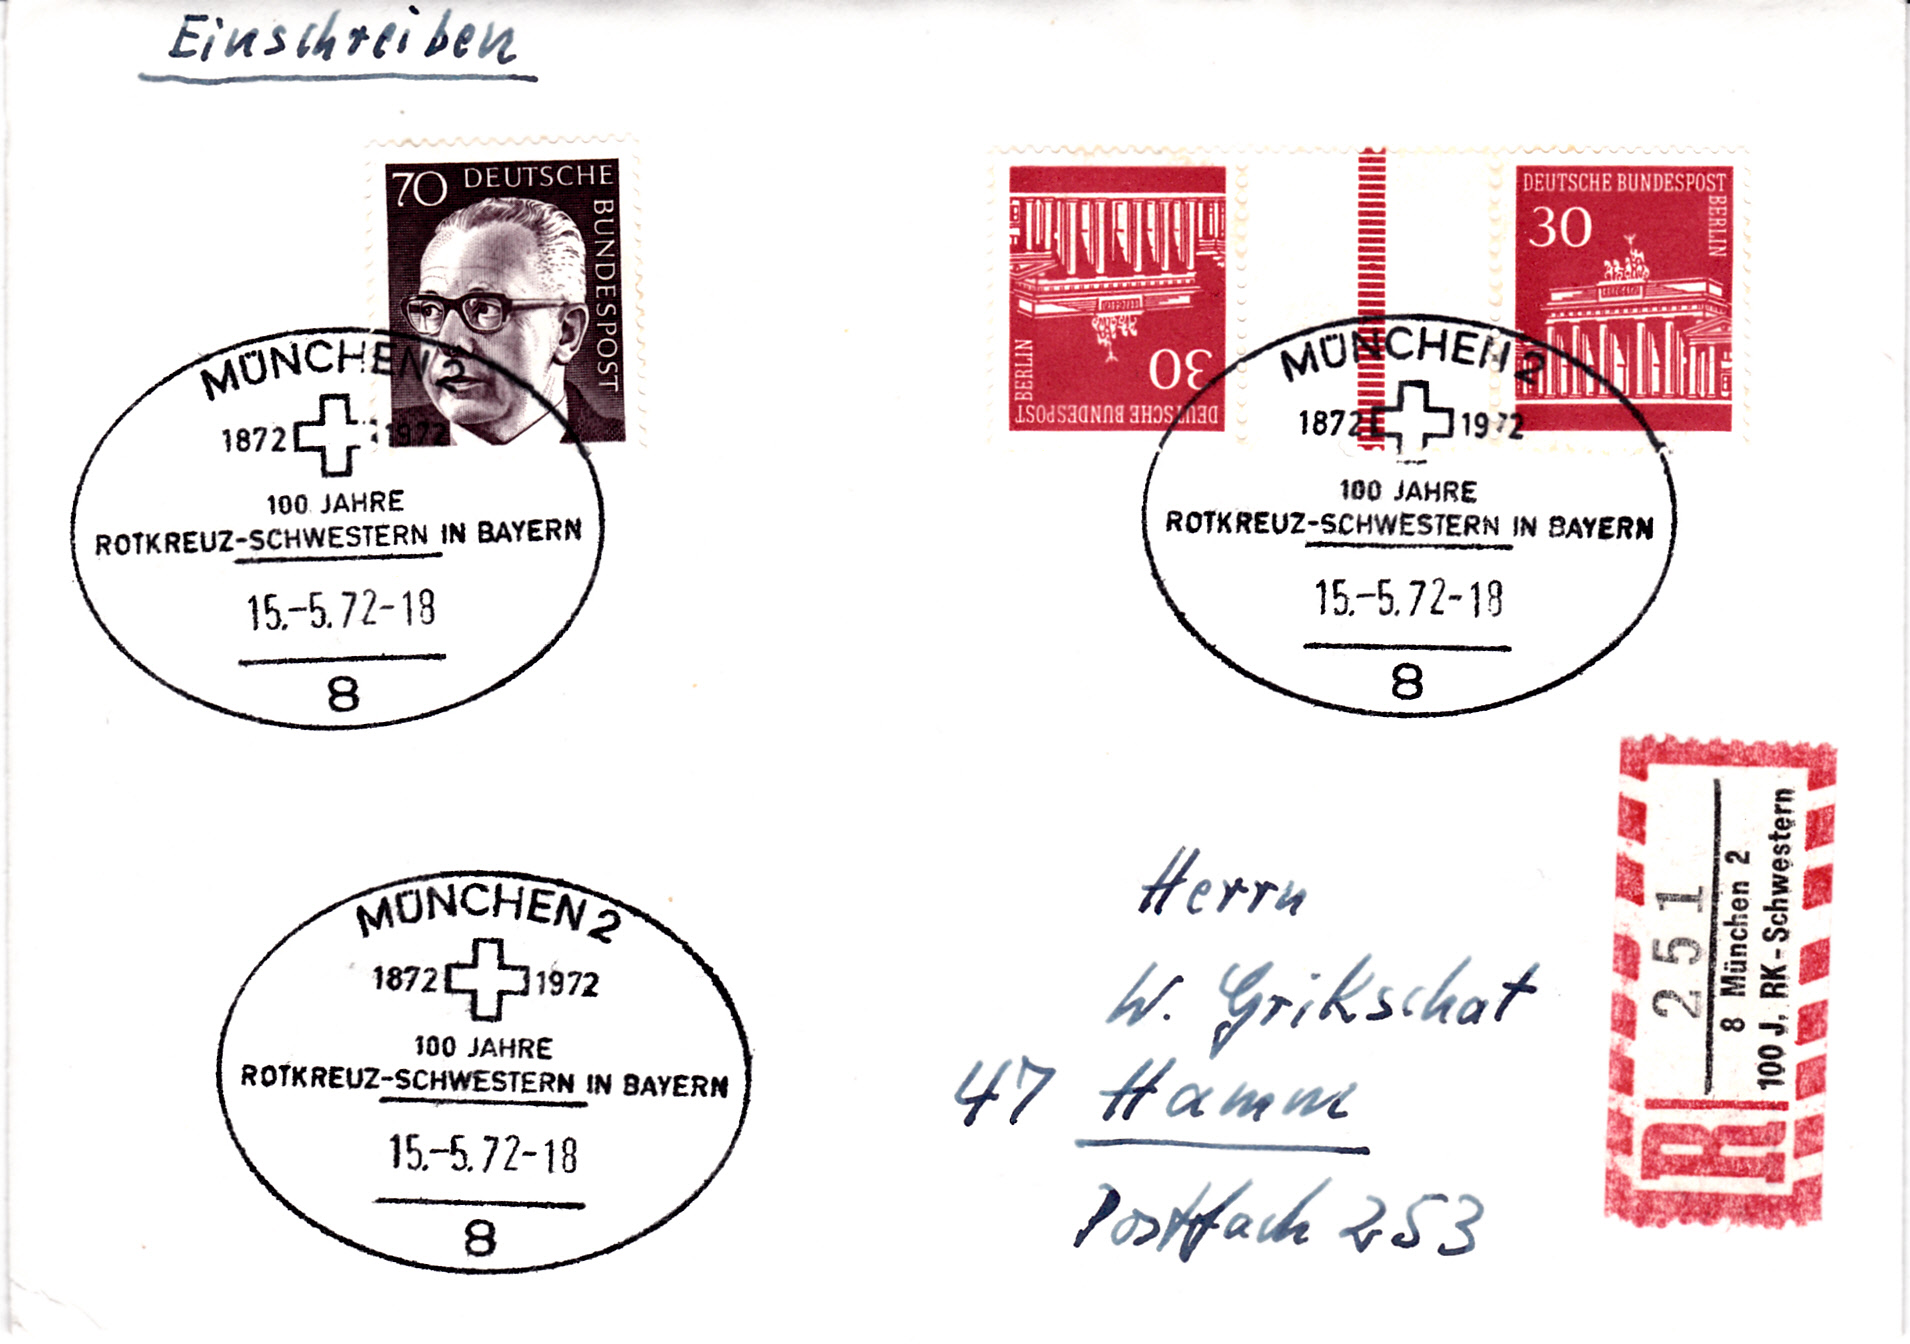 Einschreiben
70 DEUTSCHE
BUNDESPOST
DEUTSCHE BUNDESPOST
BERLIN
30
DEUTSCHE BUNDESPOST
BERLIN
30
MÜNCHEN 2
1872 1972
100 JAHRE
ROTKREUZ-SCHWESTERN IN BAYERN
15.-5.72-18
8
MÜNCHEN 2
1872 1972
100 JAHRE
ROTKREUZ-SCHWESTERN IN BAYERN
15.-5.72-18
8
MÜNCHEN 2
1872 1972
100 JAHRE
ROTKREUZ-SCHWESTERN IN BAYERN
15.-5.72-18
8
Herrn
W. Grikschat
47 Hamm
Postfach 253
R
251
8 München 2
100 J. RK-Schwestern